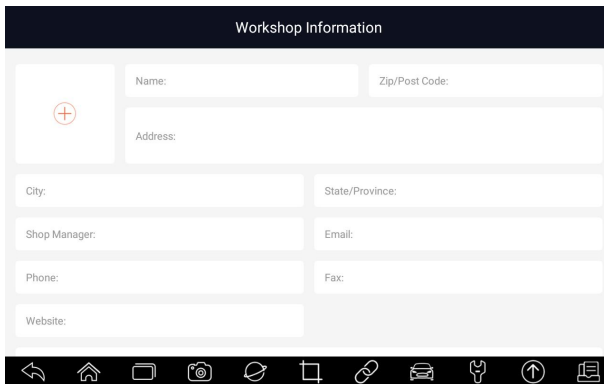 Workshop Information
Name:
Zip/Post Code:
Address:
City:
State/Province:
Shop Manager:
Email:
Phone:
Fax:
Website: